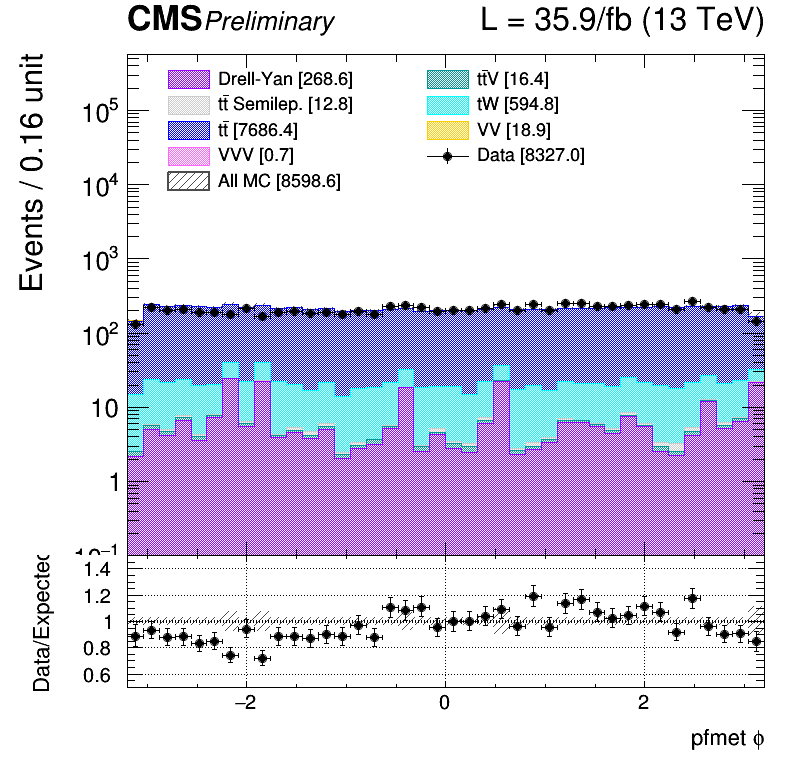 CMS Preliminary L = 35.9/fb (13 TeV)
Events / 0.16 unit
Drell-Yan [268.6]
tt̄ Semilep. [12.8]
tt̄ [7686.4]
VVV [0.7]
All MC [8598.6]
tt̄V [16.4]
tW [594.8]
VV [18.9]
Data [8327.0]
10⁵
10⁴
10³
10²
10
1
10⁻¹
Data/Expected
1.4
1.2
1
0.8
0.6
−2 0 2
pfmet ϕ